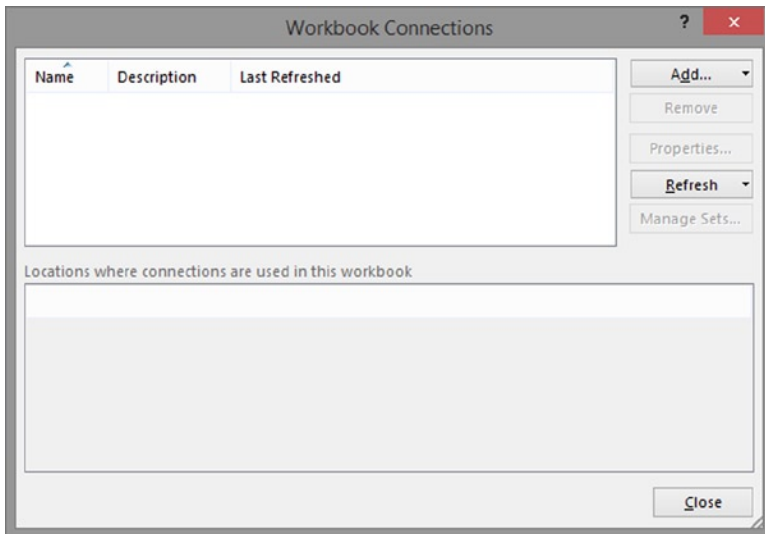 Workbook Connections
?
Name Description Last Refreshed
Add...
Remove
Properties...
Refresh
Manage Sets...
Locations where connections are used in this workbook
Close